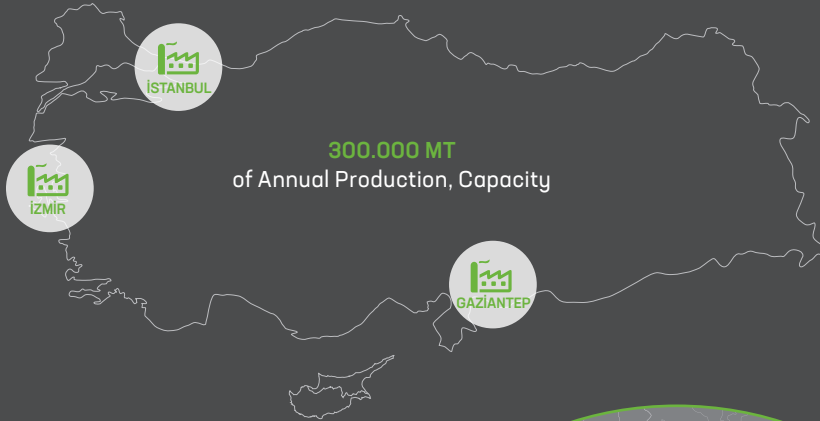 İSTANBUL
300.000 MT
of Annual Production, Capacity
İZMİR
GAZİANTEP